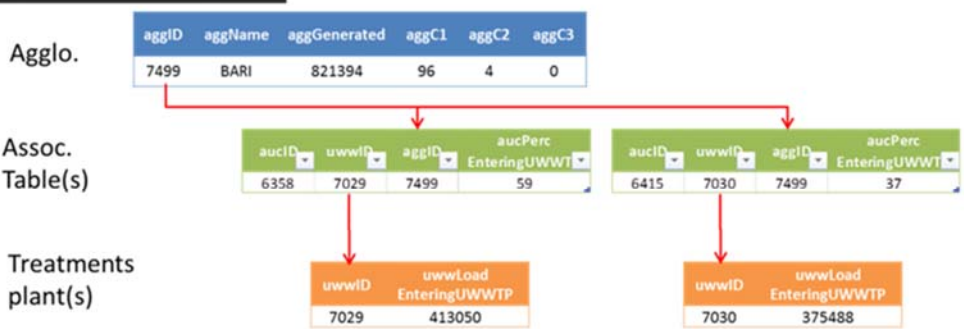 Agglo.
aggID aggName aggGenerated aggC1 aggC2 aggC3
7499 BARI 821394 96 4 0
Assoc.
Table(s)
aucID uwwID aggID aucPerc EnteringUWWT
6358 7029 7499 59
aucID uwwID aggID aucPerc EnteringUWWT
6415 7030 7499 37
Treatments
plant(s)
uwwID uwwLoad EnteringUWWTP
7029 413050
uwwID uwwLoad EnteringUWWTP
7030 375488